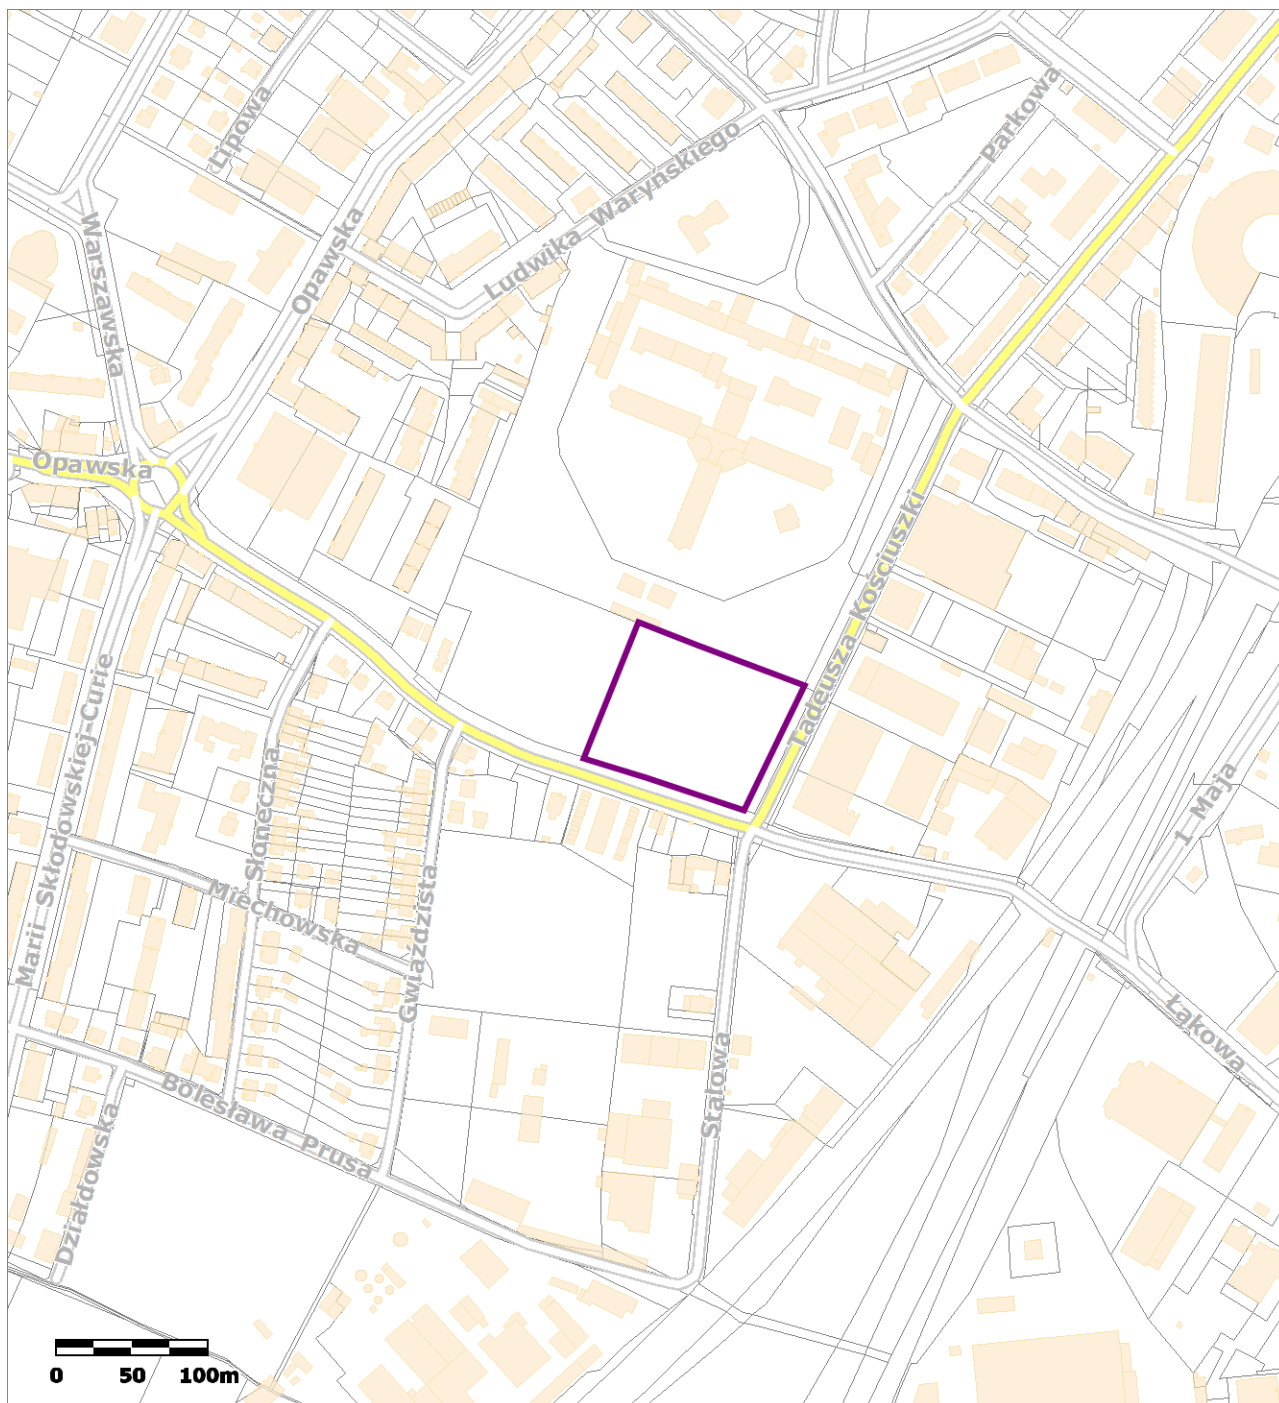 Lipowa
Parkowa
Ludwika Waryńskiego
Warszawska
Opawska
Opawska
Tadeusza Kościuszki
Marii Skłodowskiej-Curie
Słoneczna
Miechowska
Gwiaździsta
1 Maja
Łąkowa
Stalowa
Bolesława Prusa
Działdowska
0 50 100m